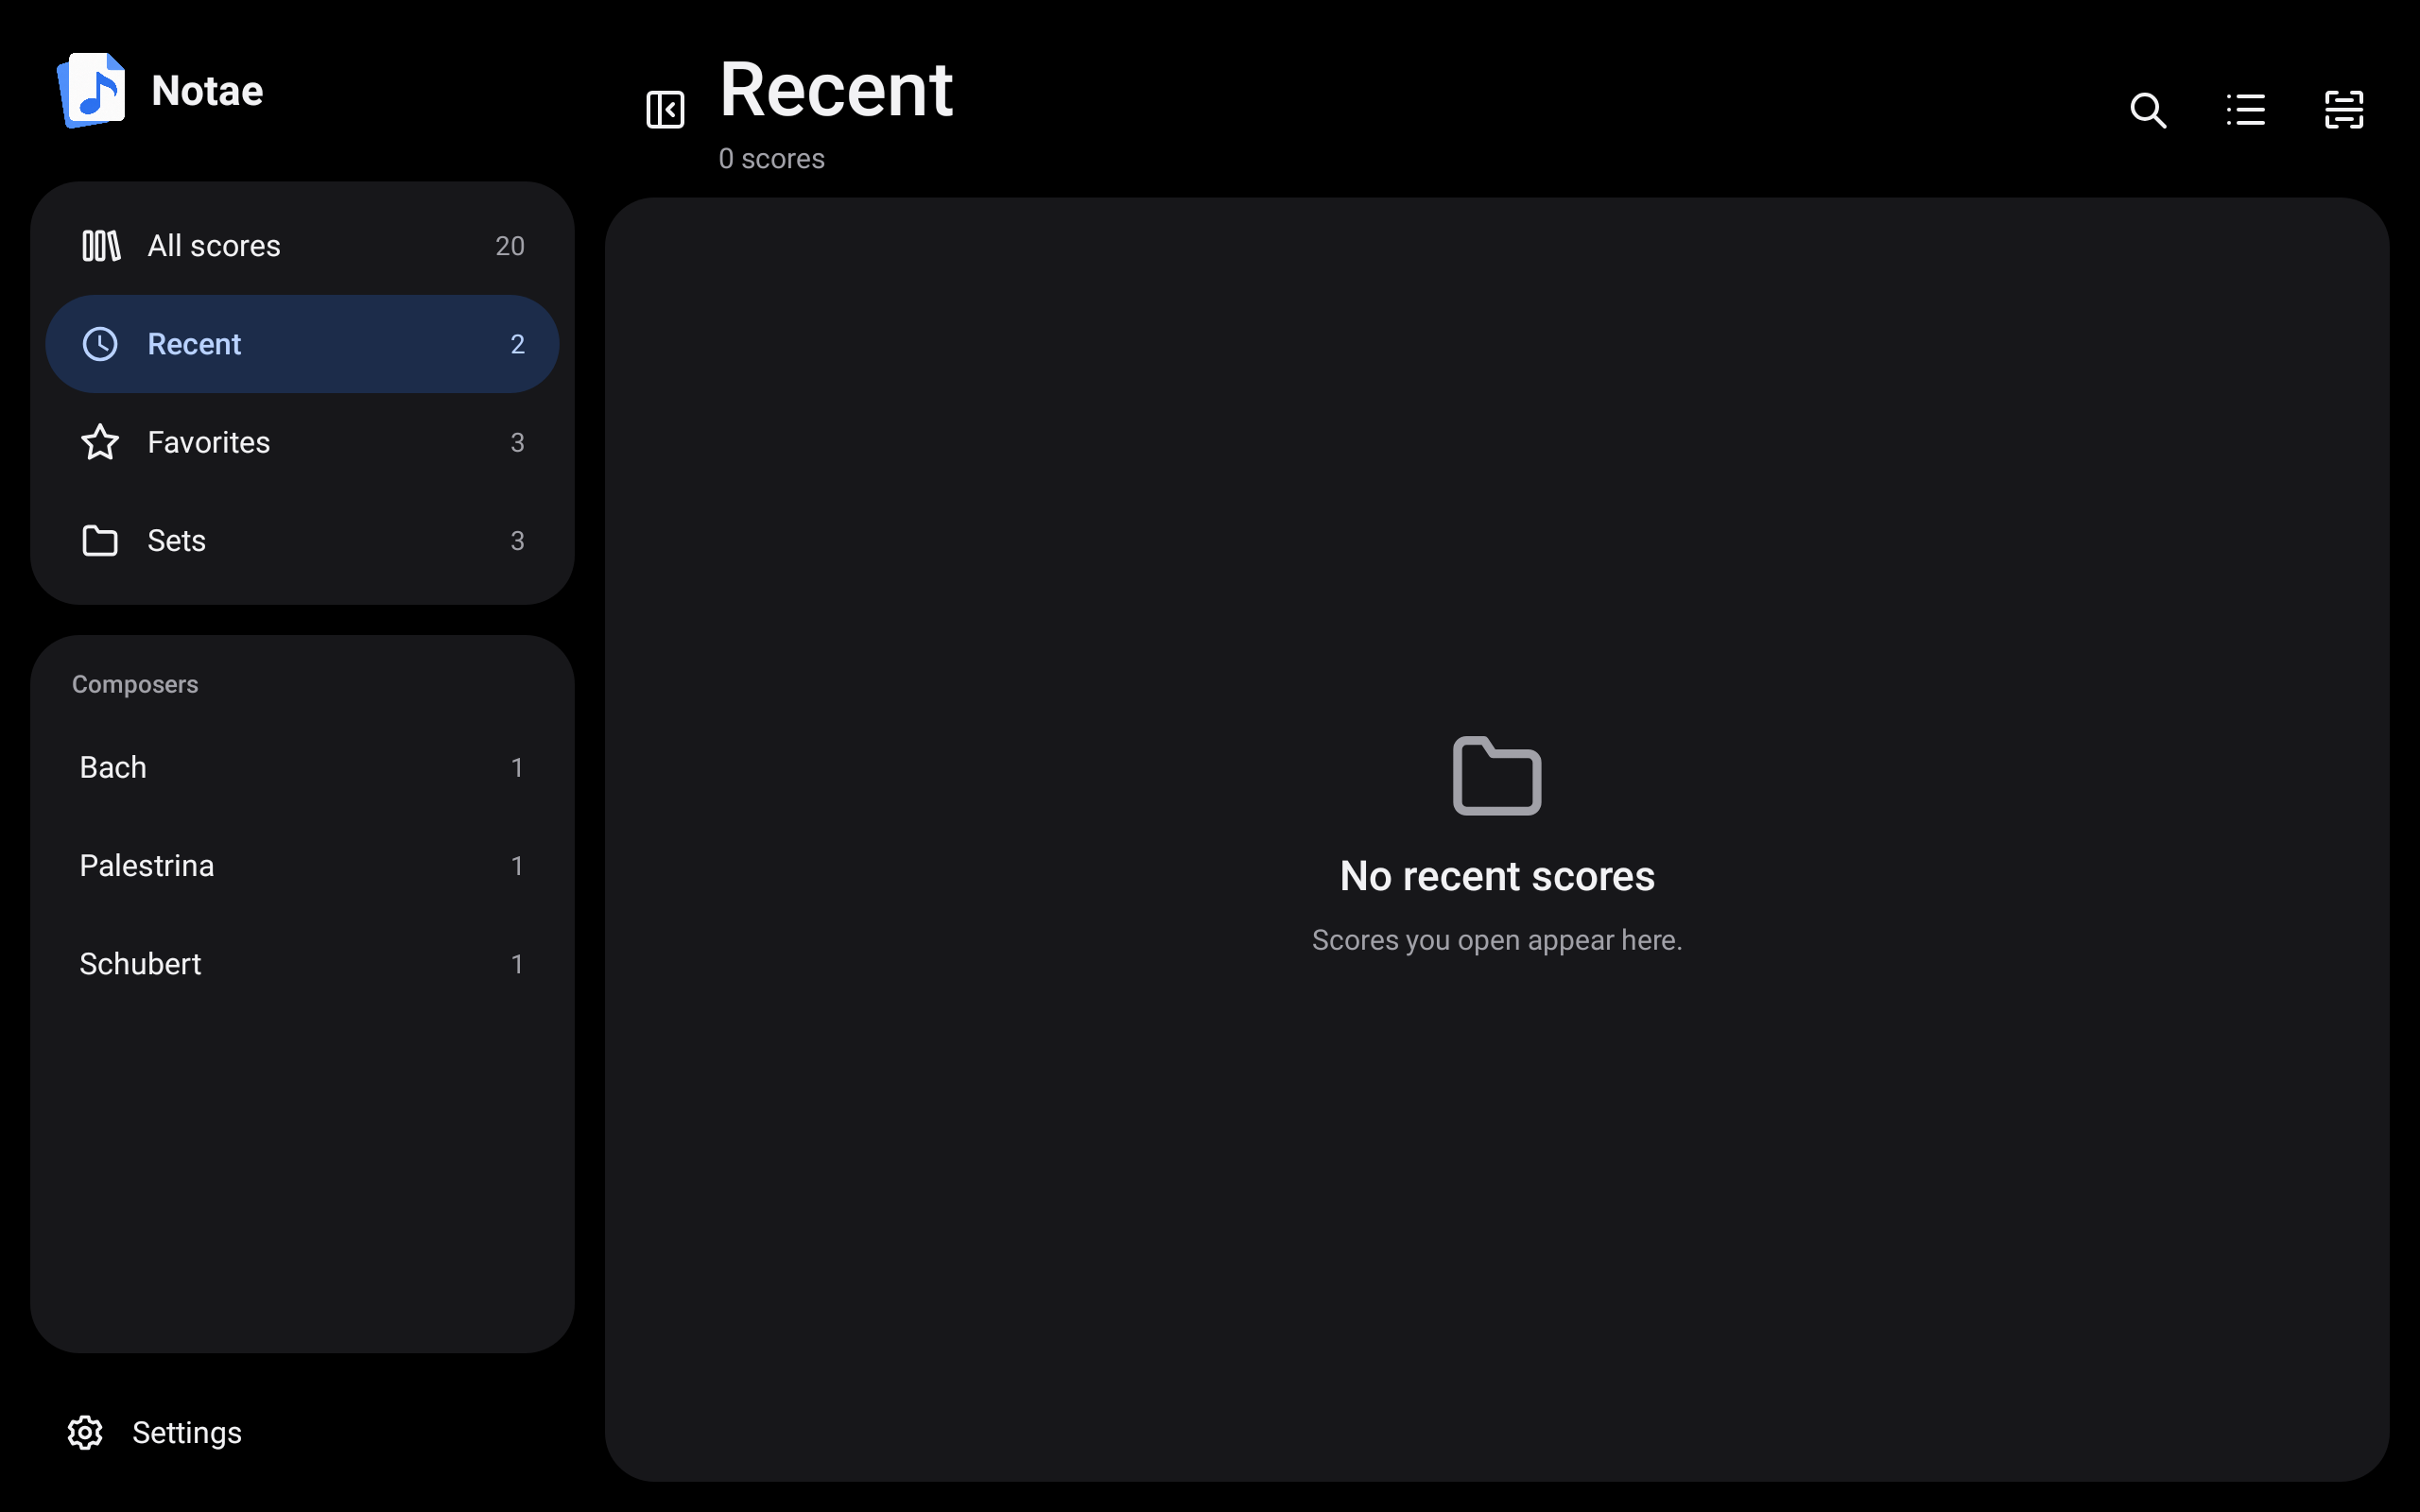 Notae
Recent
0 scores
All scores 20
Recent 2
Favorites 3
Sets 3
Composers
Bach 1
Palestrina 1
Schubert 1
Settings
No recent scores
Scores you open appear here.